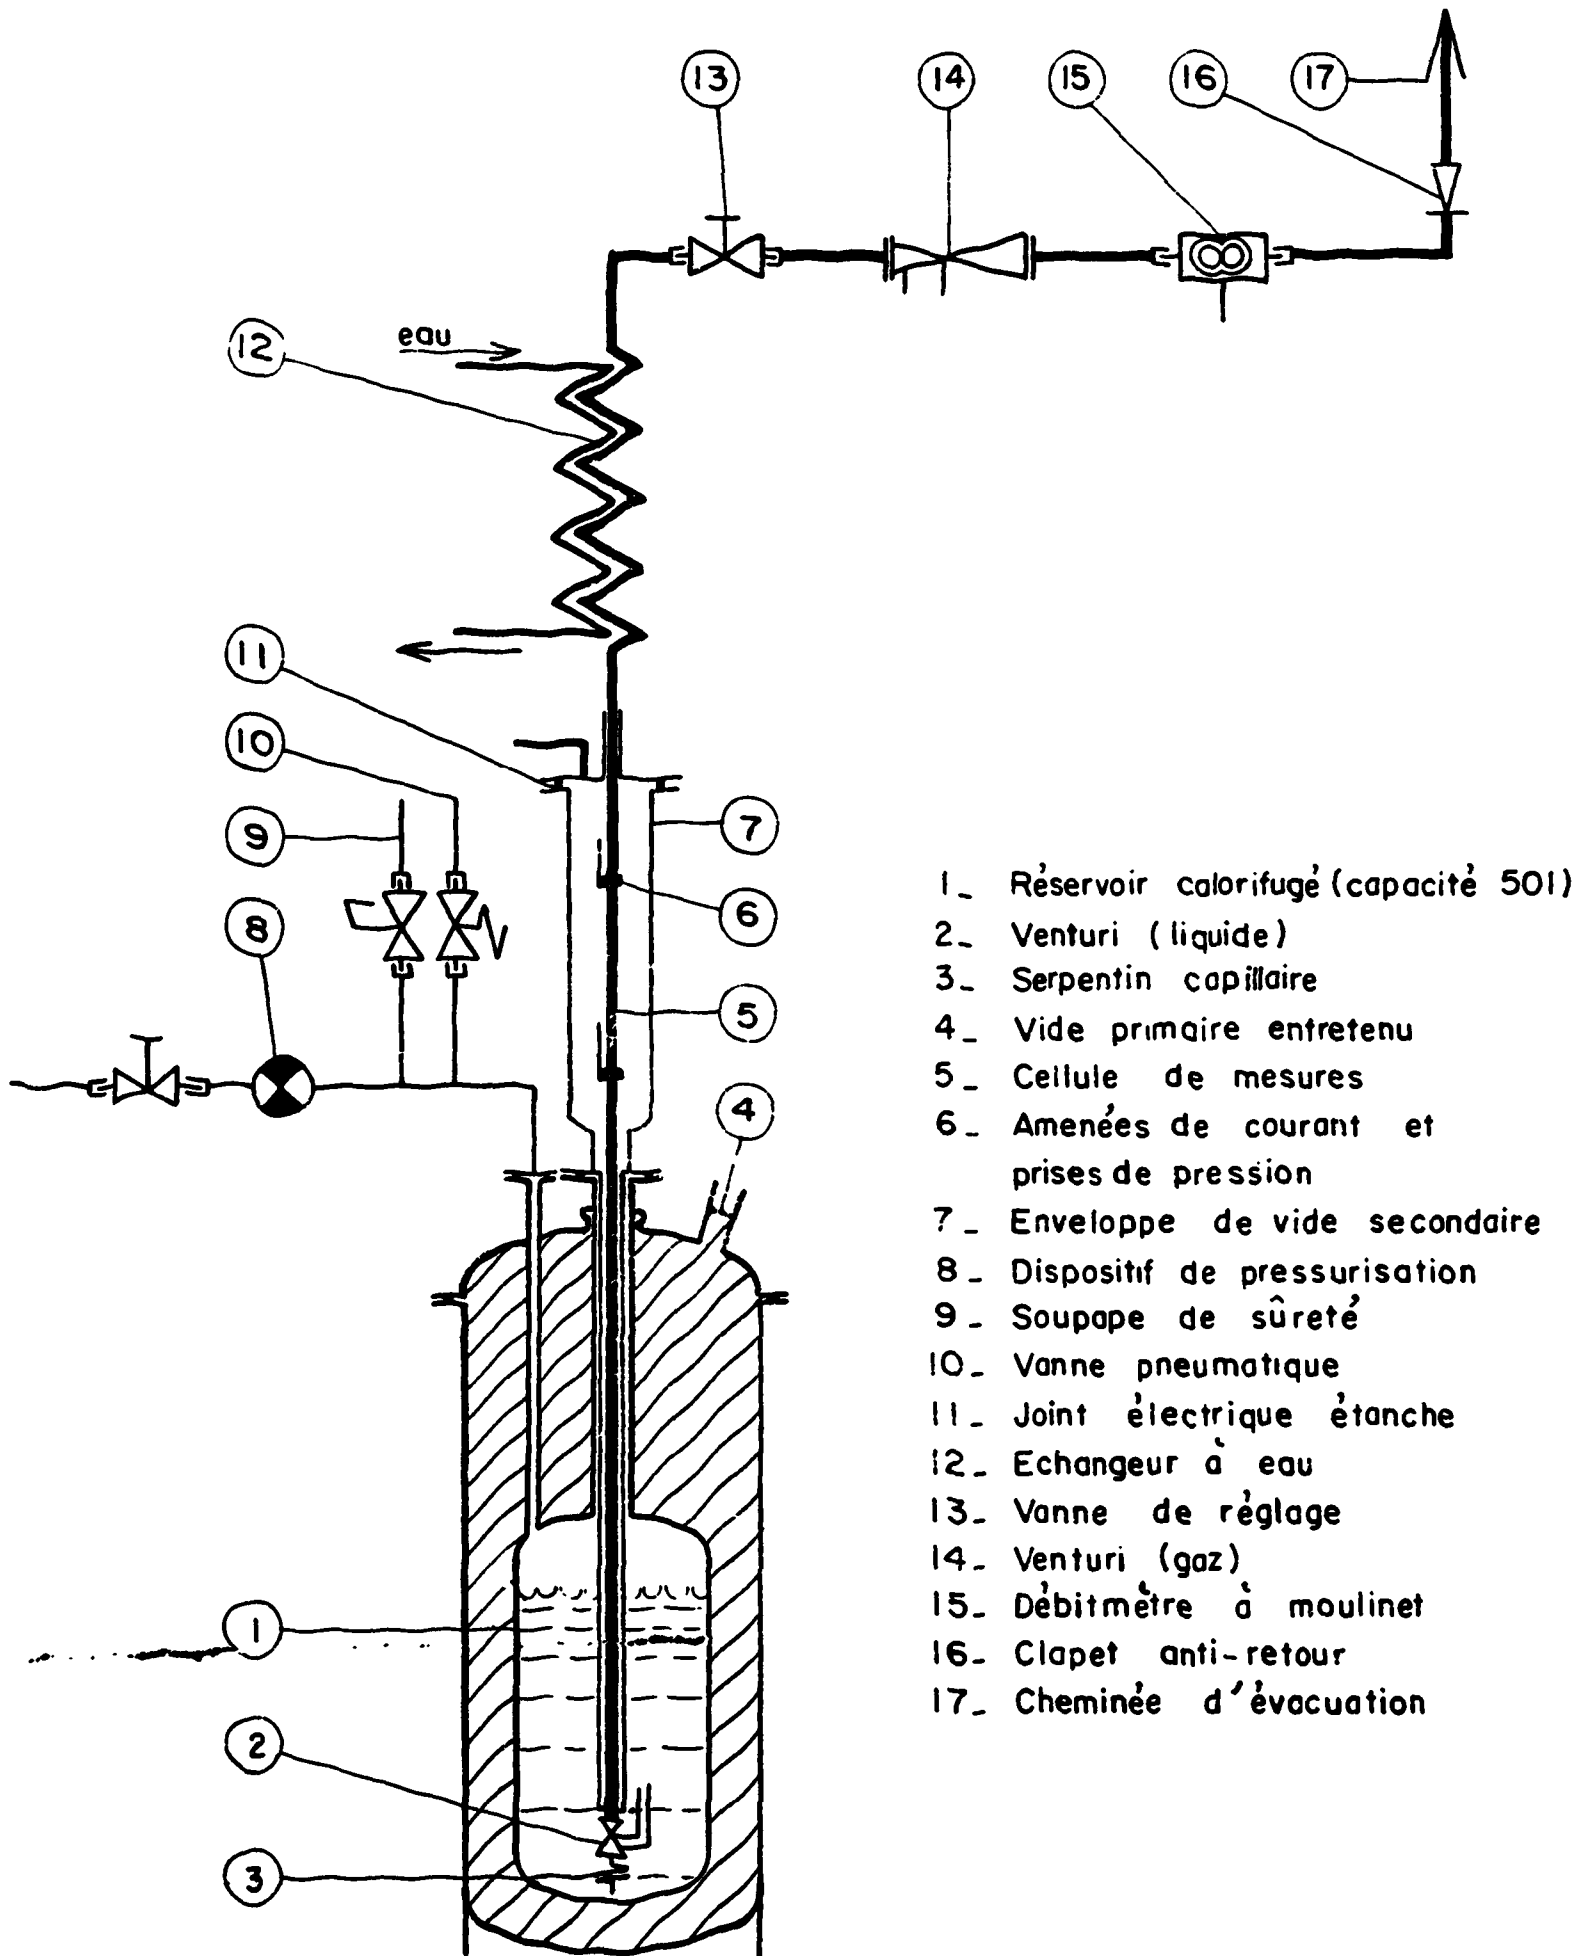 13
14
15
16
17
12
eau
11
10
9
7
8
6
5
4
1
2
3
1_ Réservoir calorifugé (capacité 50l)
2_ Venturi (liquide)
3_ Serpentin capillaire
4_ Vide primaire entretenu
5_ Cellule de mesures
6_ Amenées de courant et
prises de pression
7_ Enveloppe de vide secondaire
8_ Dispositif de pressurisation
9_ Soupape de sûreté
10_ Vanne pneumatique
11_ Joint électrique étanche
12_ Echangeur à eau
13_ Vanne de réglage
14_ Venturi (gaz)
15_ Débitmètre à moulinet
16_ Clapet anti-retour
17_ Cheminée d'évacuation